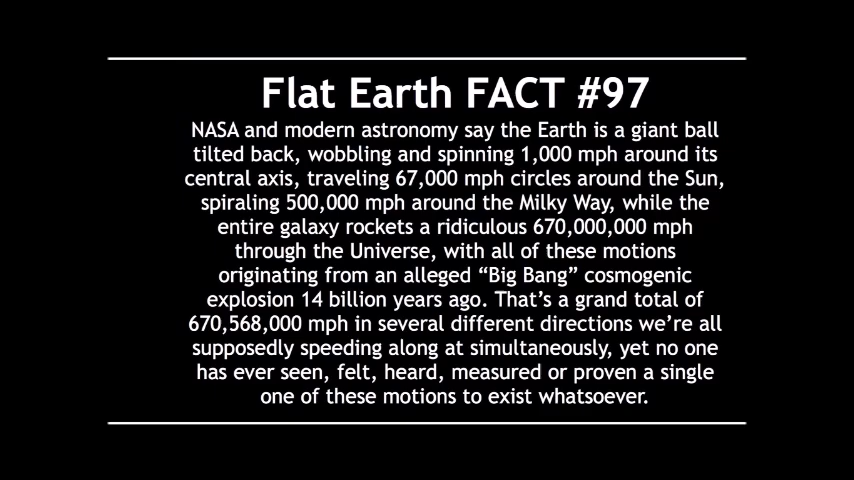 Flat Earth FACT #97
NASA and modern astronomy say the Earth is a giant ball
tilted back, wobbling and spinning 1,000 mph around its
central axis, traveling 67,000 mph circles around the Sun,
spiraling 500,000 mph around the Milky Way, while the
entire galaxy rockets a ridiculous 670,000,000 mph
through the Universe, with all of these motions
originating from an alleged “Big Bang” cosmogenic
explosion 14 billion years ago. That’s a grand total of
670,568,000 mph in several different directions we’re all
supposedly speeding along at simultaneously, yet no one
has ever seen, felt, heard, measured or proven a single
one of these motions to exist whatsoever.